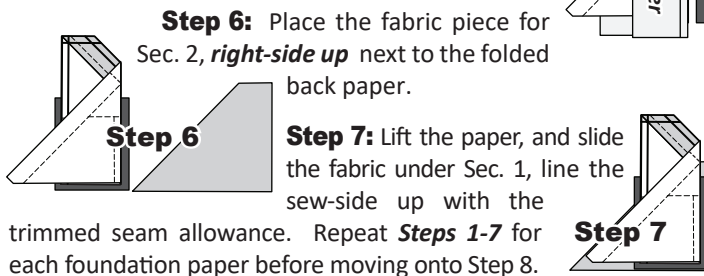 Step 6: Place the fabric piece for
Sec. 2, right-side up next to the folded
back paper.
Step 6
Step 7: Lift the paper, and slide
the fabric under Sec. 1, line the
sew-side up with the
trimmed seam allowance. Repeat Steps 1-7 for
each foundation paper before moving onto Step 8.
Step 7